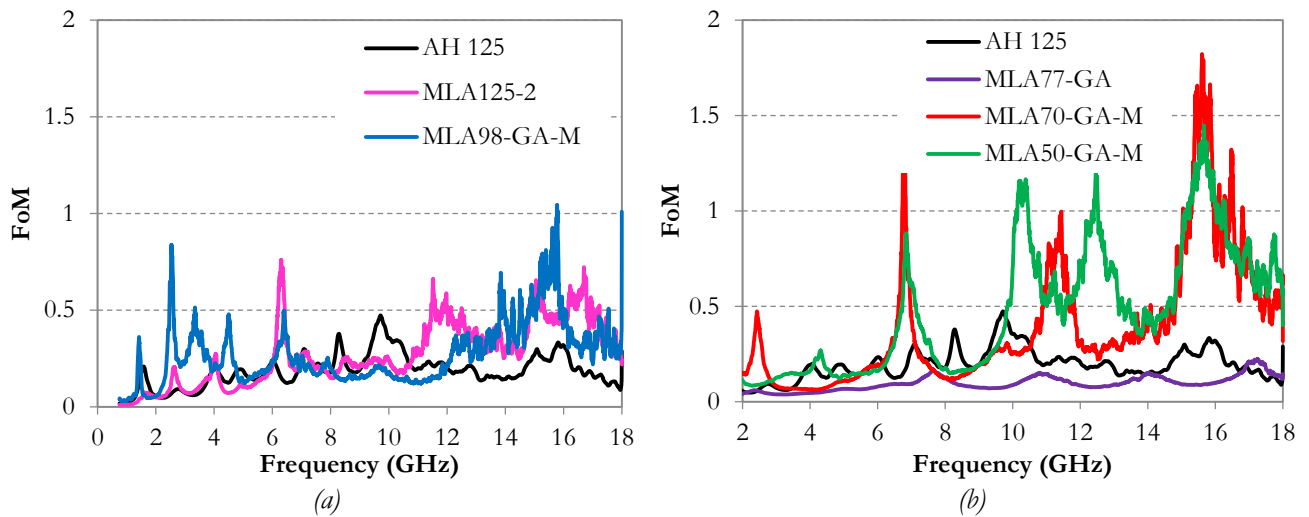 2
1.5
1
0.5
0
FoM
AH 125
MLA125-2
MLA98-GA-M
0 2 4 6 8 10 12 14 16 18
Frequency (GHz)
(a)
2
1.5
1
0.5
0
FoM
AH 125
MLA77-GA
MLA70-GA-M
MLA50-GA-M
2 4 6 8 10 12 14 16 18
Frequency (GHz)
(b)